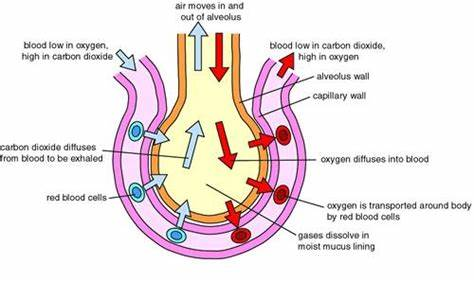 air moves in and
out of alveolus
blood low in oxygen,
high in carbon dioxide
blood low in carbon dioxide,
high in oxygen
alveolus wall
capillary wall
carbon dioxide diffuses
from blood to be exhaled
oxygen diffuses into blood
red blood cells
oxygen is transported around body
by red blood cells
gases dissolve in
moist mucus lining